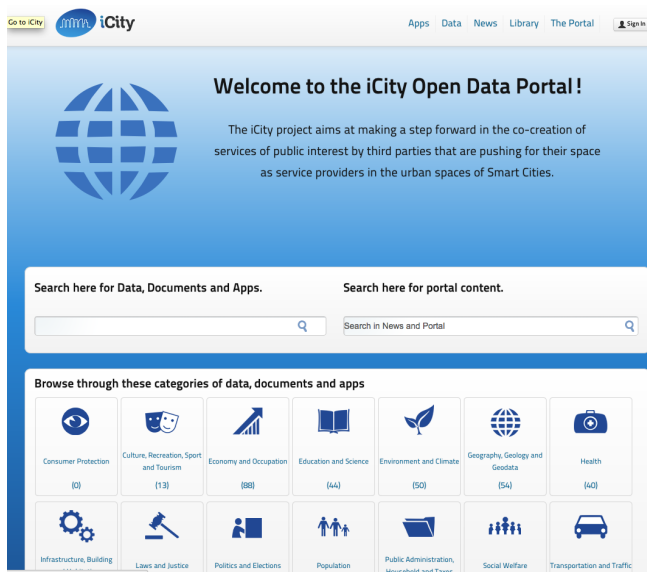 Go to iCity
iCity
Apps Data News Library The Portal Sign In
Welcome to the iCity Open Data Portal!
The iCity project aims at making a step forward in the co-creation of
services of public interest by third parties that are pushing for their space
as service providers in the urban spaces of Smart Cities.
Search here for Data, Documents and Apps.
Search here for portal content.
Search in News and Portal
Browse through these categories of data, documents and apps
Consumer Protection
(0)
Culture, Recreation, Sport
and Tourism
(13)
Economy and Occupation
(88)
Education and Science
(44)
Environment and Climate
(50)
Geography, Geology and
Geodata
(54)
Health
(40)
Infrastructure, Building
Laws and Justice
Politics and Elections
Population
Public Administration,
Household and Taxes
Social Welfare
Transportation and Traffic